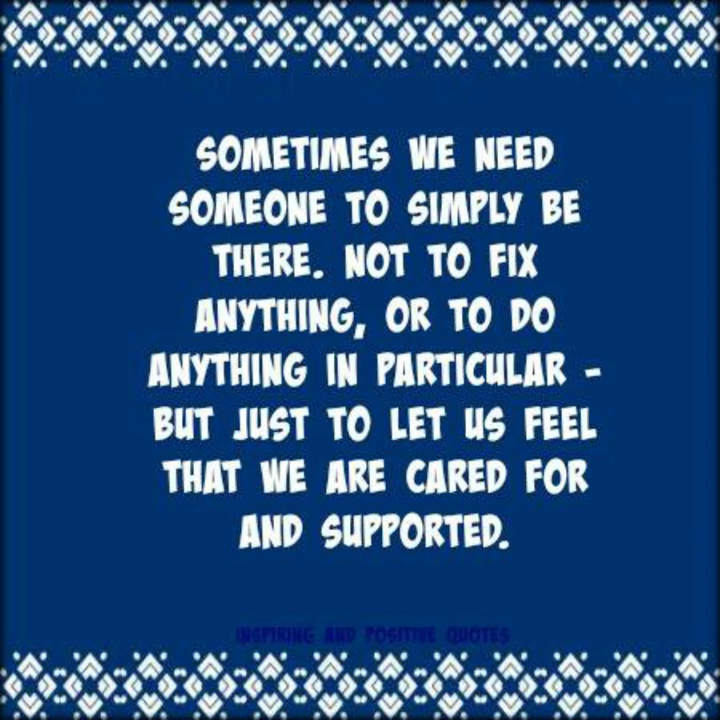 SOMETIMES WE NEED
SOMEONE TO SIMPLY BE
THERE. NOT TO FIX
ANYTHING, OR TO DO
ANYTHING IN PARTICULAR -
BUT JUST TO LET US FEEL
THAT WE ARE CARED FOR
AND SUPPORTED.
INSPIRING AND POSITIVE QUOTES